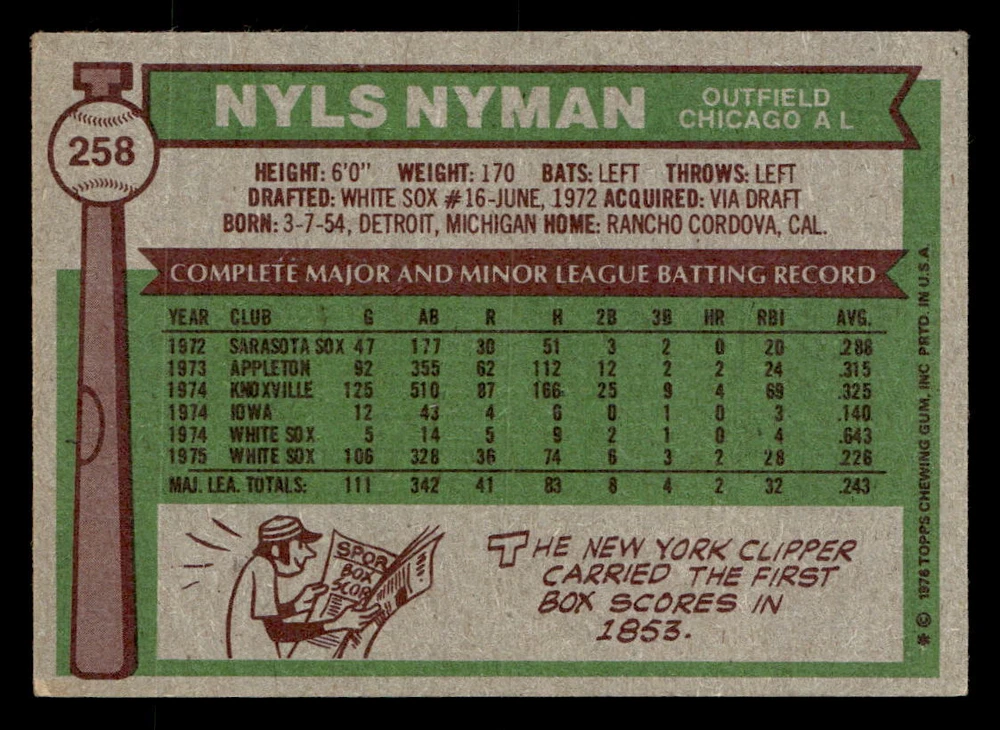 258
NYLS NYMAN
OUTFIELD
CHICAGO A L
HEIGHT: 6'0" WEIGHT: 170 BATS: LEFT THROWS: LEFT
DRAFTED: WHITE SOX #16-JUNE, 1972 ACQUIRED: VIA DRAFT
BORN: 3-7-54, DETROIT, MICHIGAN HOME: RANCHO CORDOVA, CAL.
COMPLETE MAJOR AND MINOR LEAGUE BATTING RECORD
YEAR CLUB G AB R H 2B 3B HR RBI AVG.
1972 SARASOTA SOX 47 177 30 51 3 2 0 20 .288
1973 APPLETON 92 355 62 112 12 2 2 24 .315
1974 KNOXVILLE 125 510 87 166 25 9 4 69 .325
1974 IOWA 12 43 4 6 0 1 0 3 .140
1974 WHITE SOX 5 14 5 9 2 1 0 4 .643
1975 WHITE SOX 106 328 36 74 6 3 2 28 .226
MAJ. LEA. TOTALS: 111 342 41 83 8 4 2 32 .243
SPOR
BOX
SCOR
THE NEW YORK CLIPPER
CARRIED THE FIRST
BOX SCORES IN
1853.
* © 1976 TOPPS CHEWING GUM, INC PRTD. IN U.S.A.